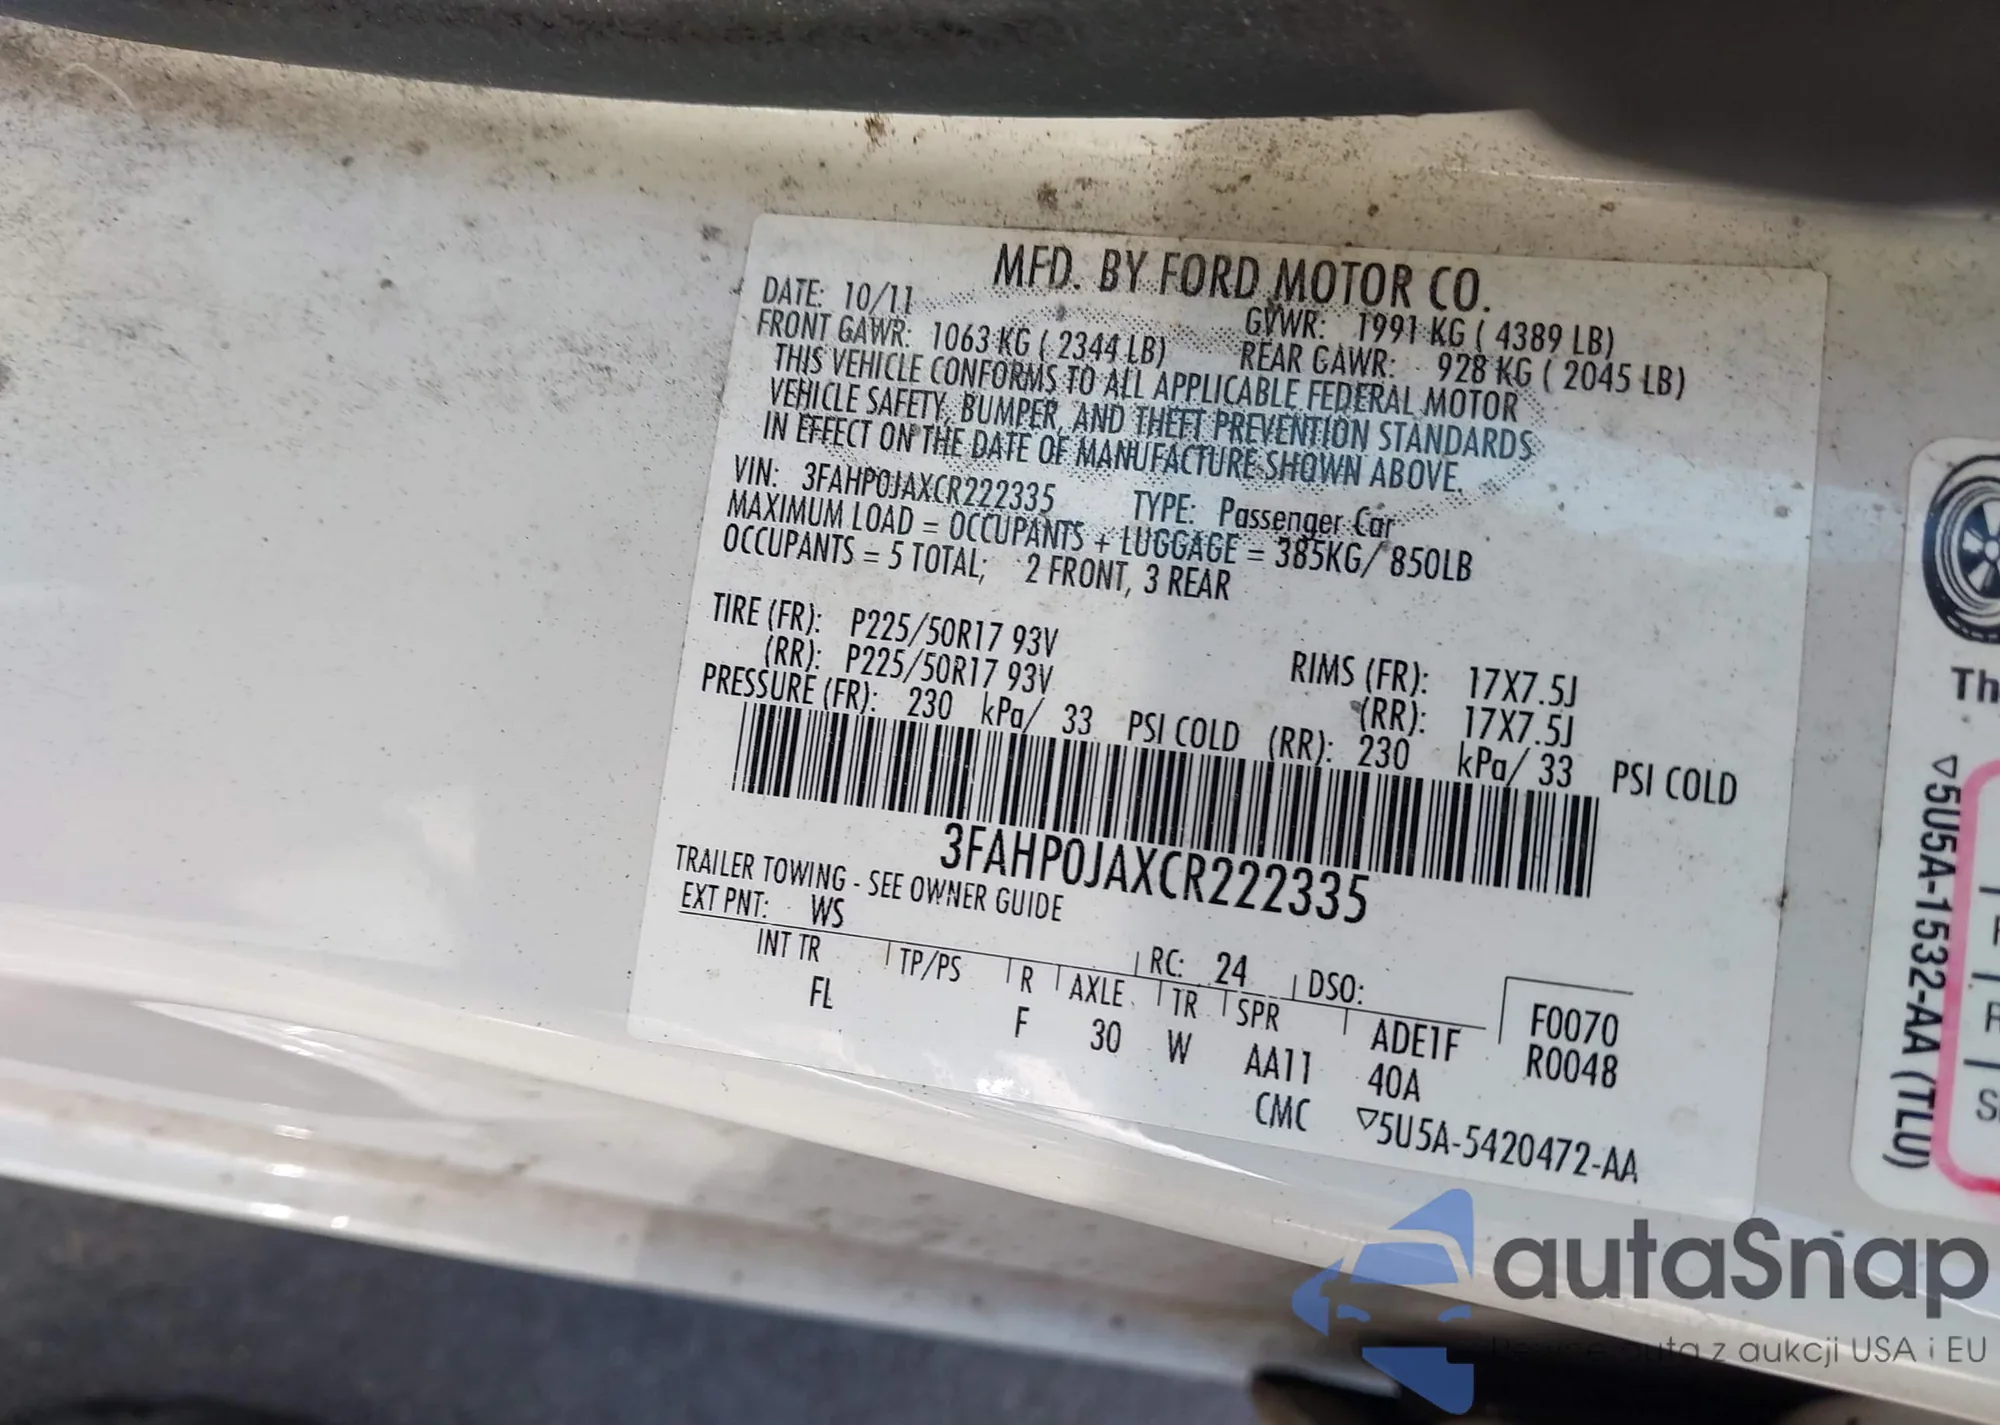 MFD. BY FORD MOTOR CO.
DATE: 10/11 GVWR: 1991 KG ( 4389 LB)
FRONT GAWR: 1063 KG ( 2344 LB) REAR GAWR: 928 KG ( 2045 LB)
THIS VEHICLE CONFORMS TO ALL APPLICABLE FEDERAL MOTOR
VEHICLE SAFETY, BUMPER, AND THEFT PREVENTION STANDARDS
IN EFFECT ON THE DATE OF MANUFACTURE SHOWN ABOVE.
VIN: 3FAHP0JAXCR222335 TYPE: Passenger Car
MAXIMUM LOAD = OCCUPANTS + LUGGAGE = 385KG/ 850LB
OCCUPANTS = 5 TOTAL; 2 FRONT, 3 REAR
TIRE (FR): P225/50R17 93V RIMS (FR): 17X7.5J
(RR): P225/50R17 93V (RR): 17X7.5J
PRESSURE (FR): 230 kPa/ 33 PSI COLD (RR): 230 kPa/ 33 PSI COLD
3FAHP0JAXCR222335
TRAILER TOWING - SEE OWNER GUIDE
EXT PNT: WS RC: 24 DSO:
INT TR TP/PS R AXLE TR SPR ADE1F F0070
FL F 30 W AA11 40A R0048
CMC ▽5U5A-5420472-AA
Th
▽5U5A-1532-AA (TLU)
autaSnap
auta z aukcji USA i EU